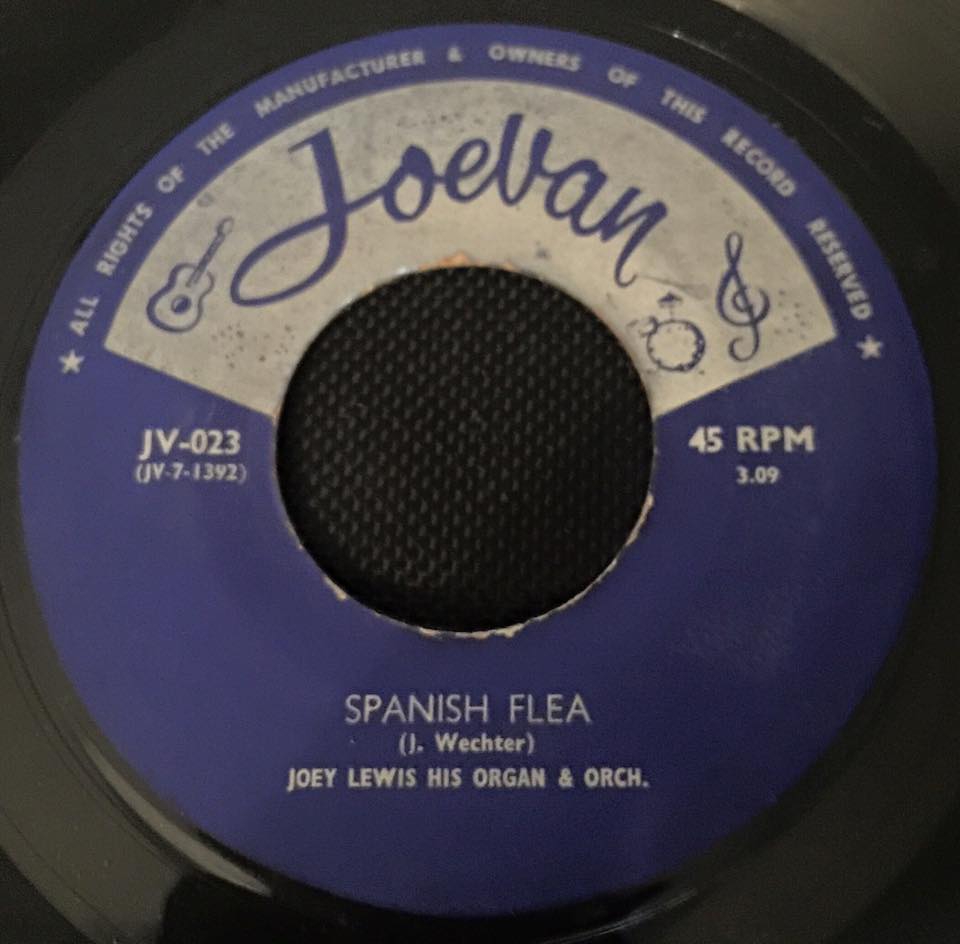 ★ ALL RIGHTS OF THE MANUFACTURER & OWNERS OF THIS RECORD RESERVED ★
Joevan
JV-023
(JV-7-1392)
45 RPM
3.09
SPANISH FLEA
(J. Wechter)
JOEY LEWIS HIS ORGAN & ORCH.